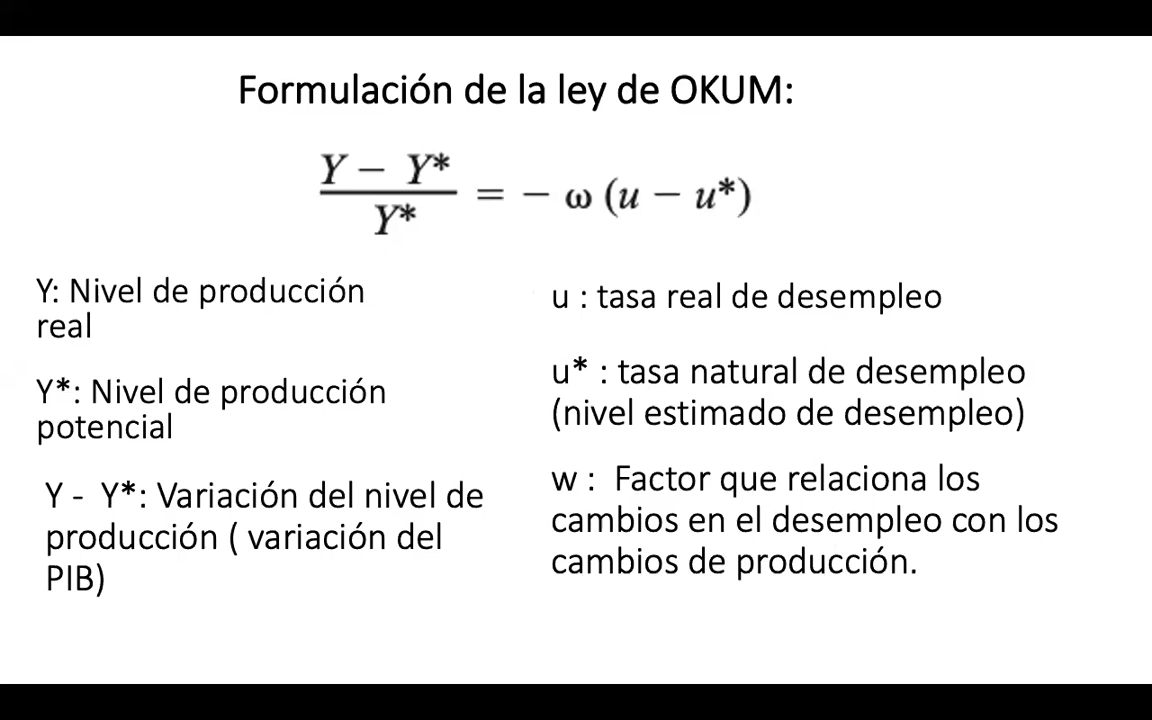 Formulación de la ley de OKUM:
Y – Y*
Y*
= – ω (u – u*)
Y: Nivel de producción
real
Y*: Nivel de producción
potencial
Y - Y*: Variación del nivel de
producción ( variación del
PIB)
u : tasa real de desempleo
u* : tasa natural de desempleo
(nivel estimado de desempleo)
w : Factor que relaciona los
cambios en el desempleo con los
cambios de producción.